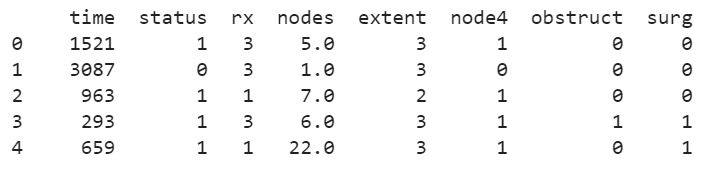 time status rx nodes extent node4 obstruct surg
0 1521 1 3 5.0 3 1 0 0
1 3087 0 3 1.0 3 0 0 0
2 963 1 1 7.0 2 1 0 0
3 293 1 3 6.0 3 1 1 1
4 659 1 1 22.0 3 1 0 1